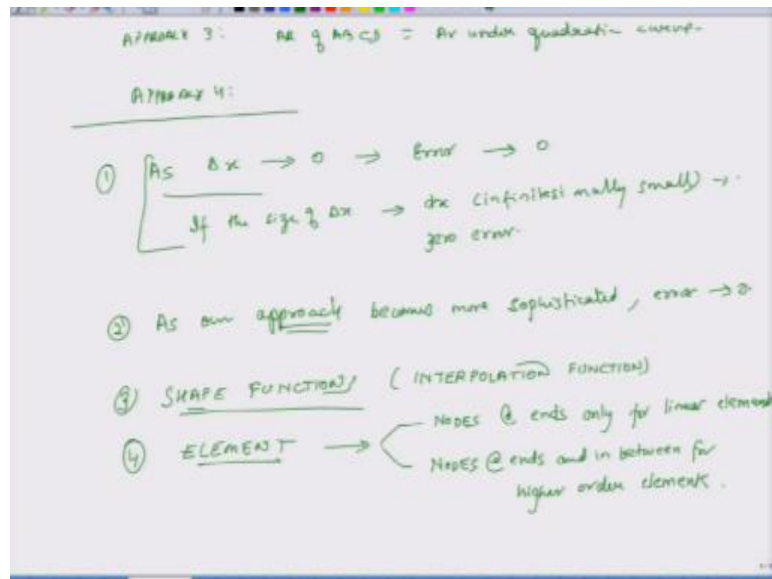 APPROACH 3: AR of ABCD = Ar under quadratic curve.
APPROACH 4:
① As Δx → 0 → Error → 0
If the size of Δx → dx (infinitesimally small) →
zero error.
② As our approach becomes more sophisticated, error → 0
③ SHAPE FUNCTIONS (INTERPOLATION FUNCTION)
④ ELEMENT → NODES @ ends only for linear element
NODES @ ends and in between for
higher order elements.